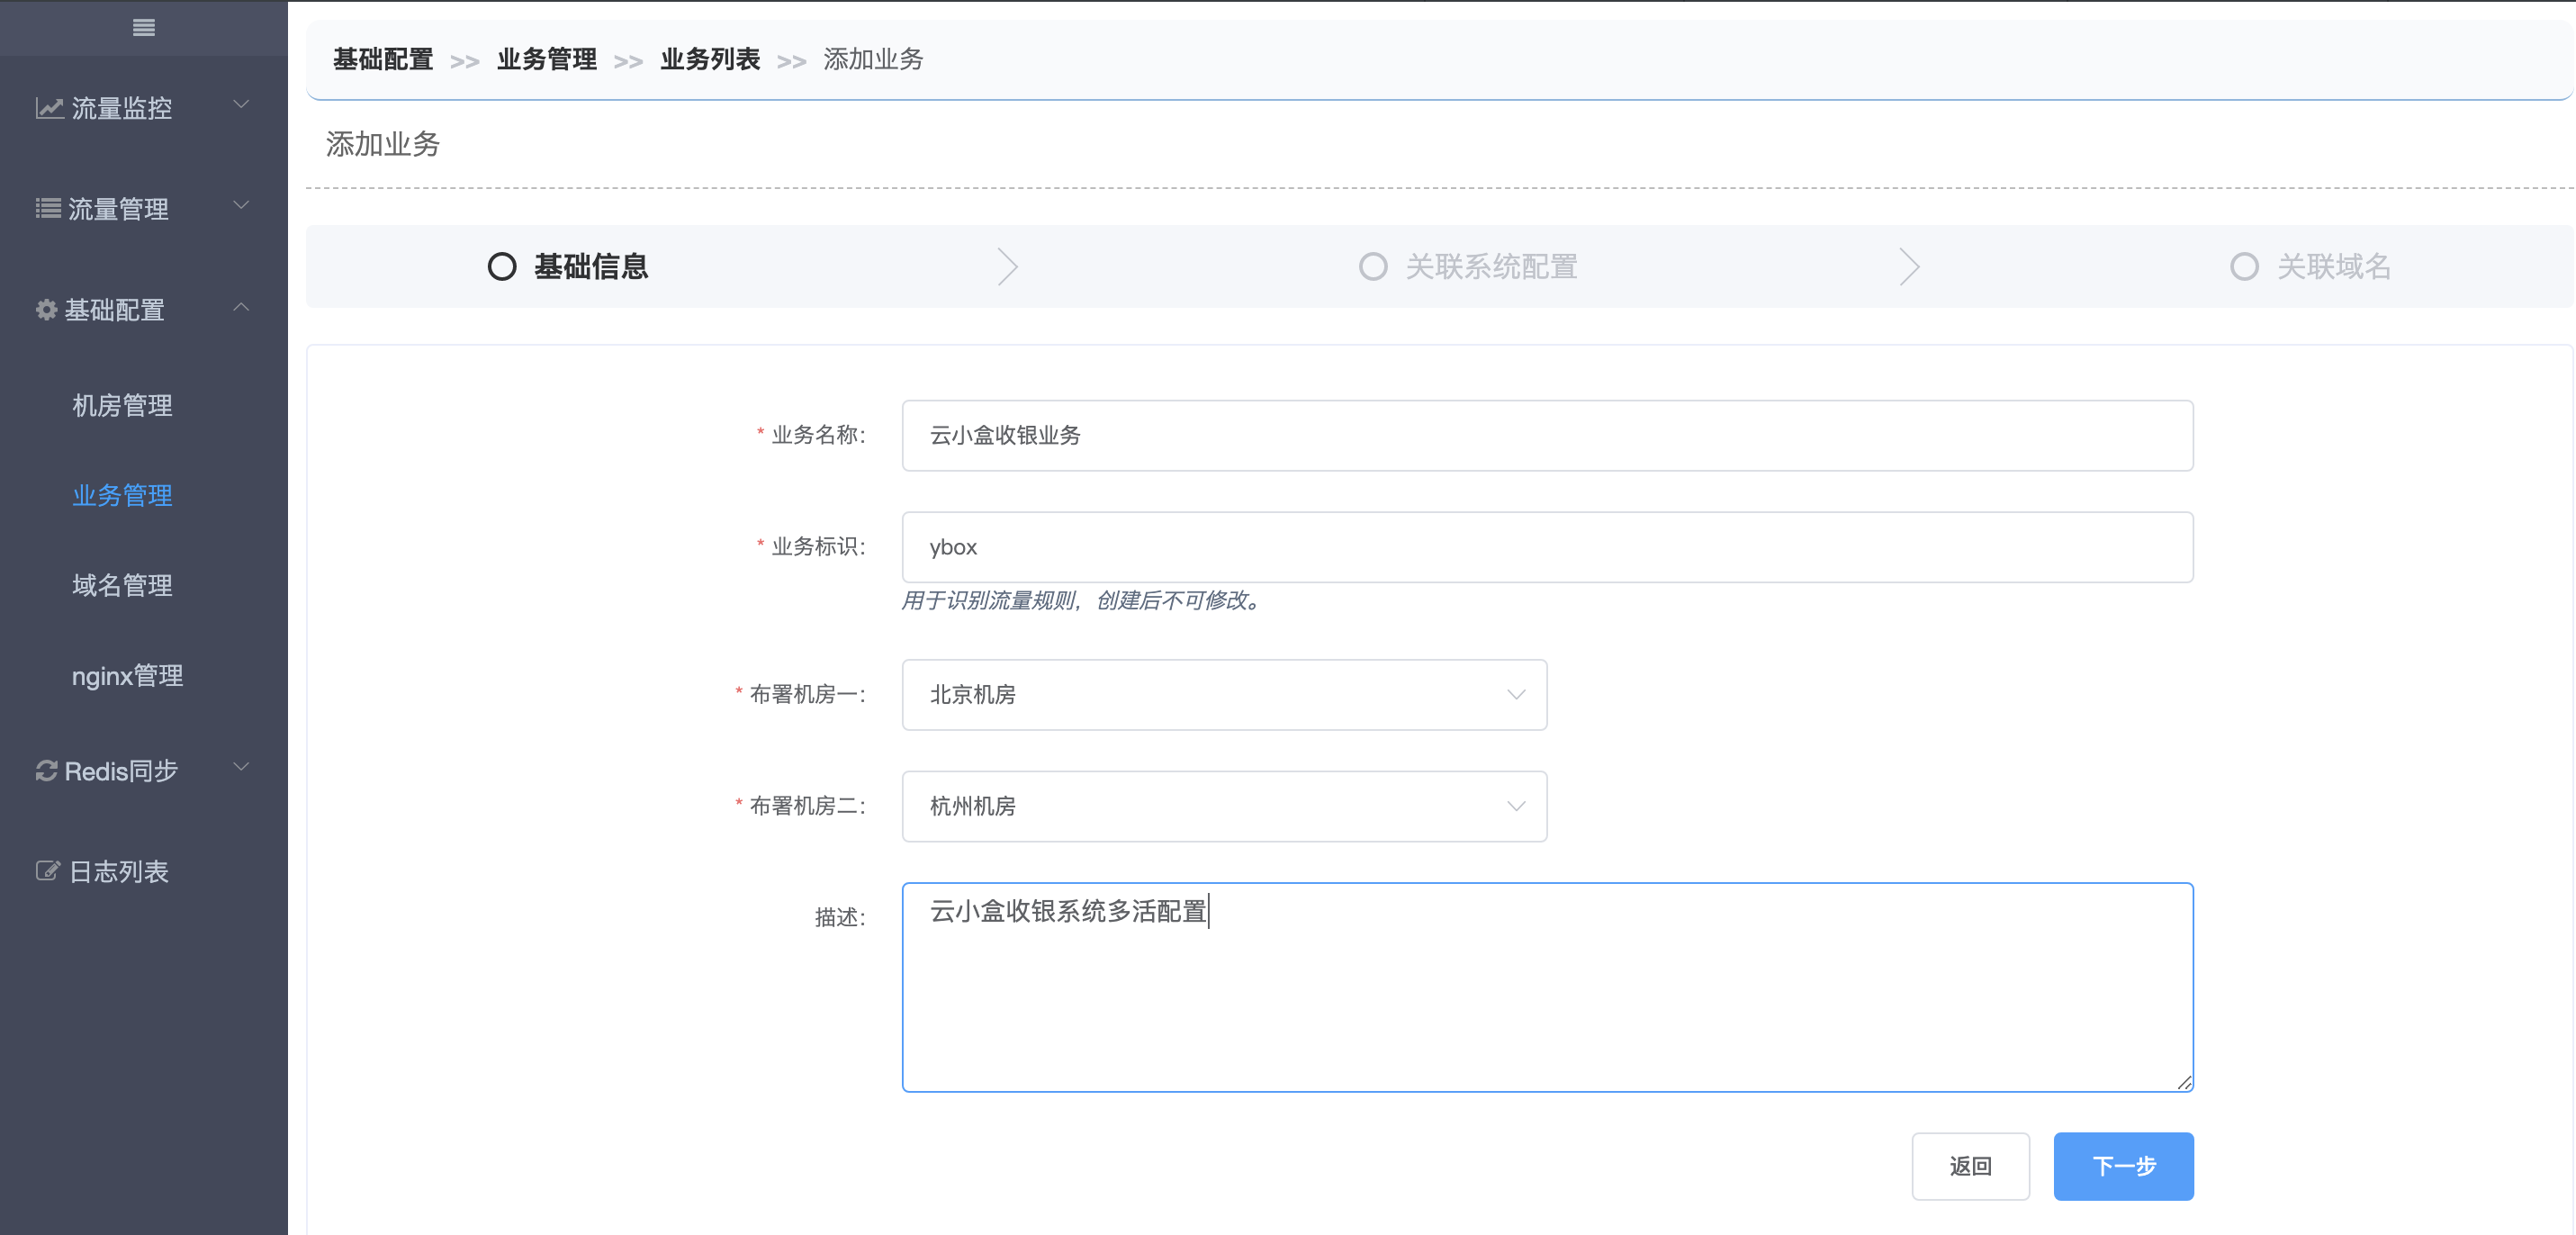 基础配置 >> 业务管理 >> 业务列表 >> 添加业务
流量监控
流量管理
基础配置
机房管理
业务管理
域名管理
nginx管理
Redis同步
日志列表
添加业务
基础信息
关联系统配置
关联域名
* 业务名称:
云小盒收银业务
* 业务标识:
ybox
用于识别流量规则，创建后不可修改。
* 布署机房一:
北京机房
* 布署机房二:
杭州机房
描述:
云小盒收银系统多活配置
返回
下一步